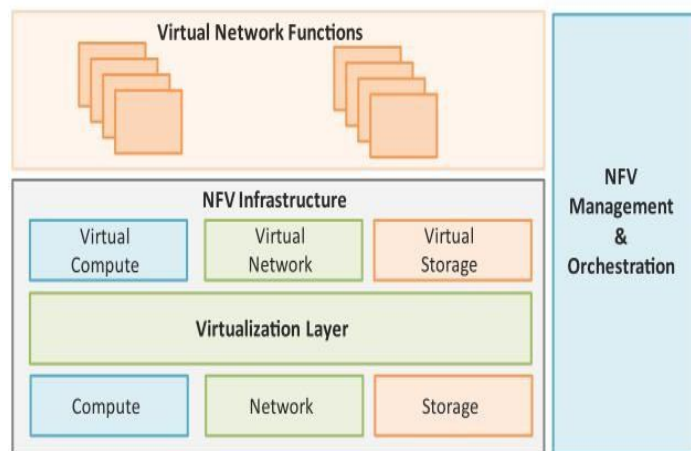 Virtual Network Functions
NFV Infrastructure
Virtual
Compute
Virtual
Network
Virtual
Storage
Virtualization Layer
Compute
Network
Storage
NFV
Management
&
Orchestration